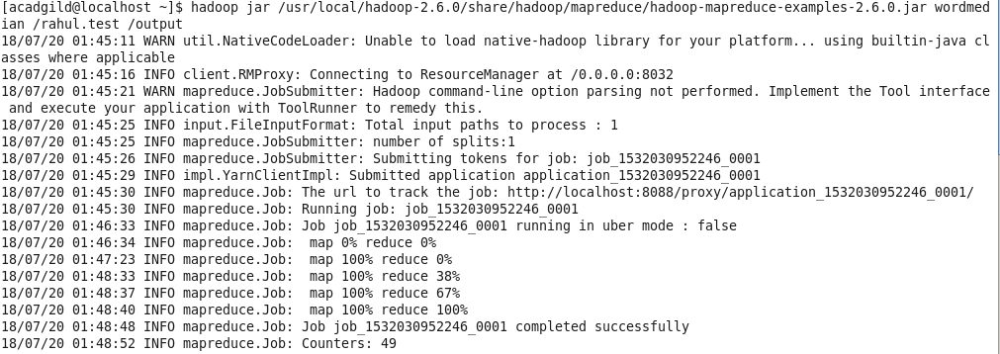 [acadgild@localhost ~]$ hadoop jar /usr/local/hadoop-2.6.0/share/hadoop/mapreduce/hadoop-mapreduce-examples-2.6.0.jar wordmed
ian /rahul.test /output
18/07/20 01:45:11 WARN util.NativeCodeLoader: Unable to load native-hadoop library for your platform... using builtin-java cl
asses where applicable
18/07/20 01:45:16 INFO client.RMProxy: Connecting to ResourceManager at /0.0.0.0:8032
18/07/20 01:45:21 WARN mapreduce.JobSubmitter: Hadoop command-line option parsing not performed. Implement the Tool interface
 and execute your application with ToolRunner to remedy this.
18/07/20 01:45:25 INFO input.FileInputFormat: Total input paths to process : 1
18/07/20 01:45:25 INFO mapreduce.JobSubmitter: number of splits:1
18/07/20 01:45:26 INFO mapreduce.JobSubmitter: Submitting tokens for job: job_1532030952246_0001
18/07/20 01:45:29 INFO impl.YarnClientImpl: Submitted application application_1532030952246_0001
18/07/20 01:45:30 INFO mapreduce.Job: The url to track the job: http://localhost:8088/proxy/application_1532030952246_0001/
18/07/20 01:45:30 INFO mapreduce.Job: Running job: job_1532030952246_0001
18/07/20 01:46:33 INFO mapreduce.Job: Job job_1532030952246_0001 running in uber mode : false
18/07/20 01:46:34 INFO mapreduce.Job:  map 0% reduce 0%
18/07/20 01:47:23 INFO mapreduce.Job:  map 100% reduce 0%
18/07/20 01:48:33 INFO mapreduce.Job:  map 100% reduce 38%
18/07/20 01:48:37 INFO mapreduce.Job:  map 100% reduce 67%
18/07/20 01:48:40 INFO mapreduce.Job:  map 100% reduce 100%
18/07/20 01:48:48 INFO mapreduce.Job: Job job_1532030952246_0001 completed successfully
18/07/20 01:48:52 INFO mapreduce.Job: Counters: 49